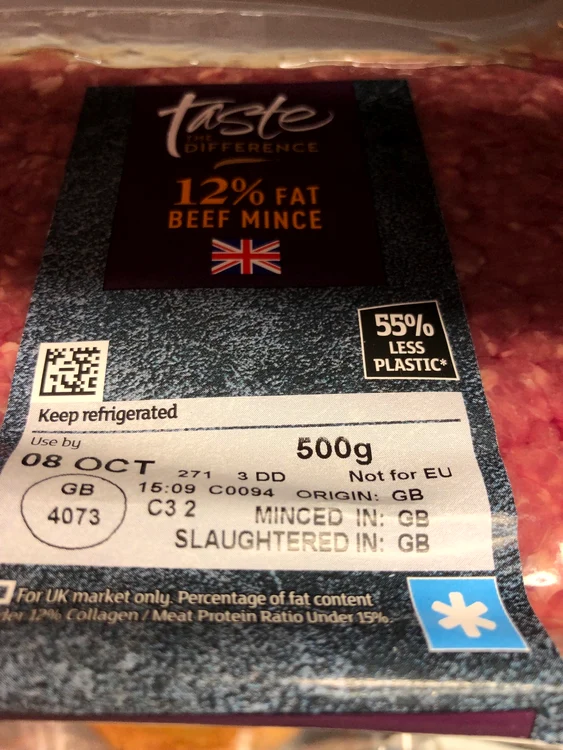 taste
THE
DIFFERENCE
12% FAT
BEEF MINCE
55%
LESS
PLASTIC*
Keep refrigerated
Use by
500g
08 OCT
271 3 DD
Not for EU
GB
4073
15:09 C0094
ORIGIN: GB
C3 2
MINCED IN: GB
SLAUGHTERED IN: GB
For UK market only. Percentage of fat content
12% Collagen / Meat Protein Ratio Under 15%.